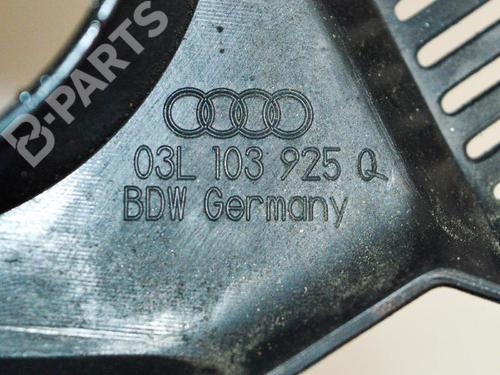 B-PARTS
03L 103 925 Q
BDW Germany